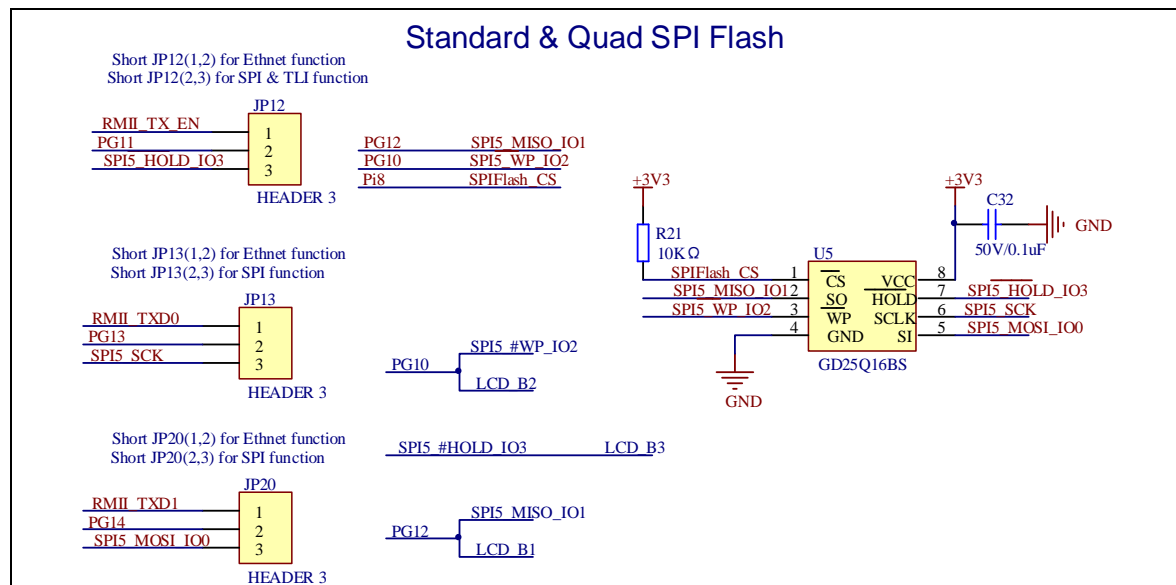 Standard & Quad SPI Flash
Short JP12(1,2) for Ethnet function
Short JP12(2,3) for SPI & TLI function
JP12
RMII_TX_EN
PG11
SPI5_HOLD_IO3
1
2
3
HEADER 3
PG12 SPI5_MISO_IO1
PG10 SPI5_WP_IO2
Pi8 SPIFlash_CS
Short JP13(1,2) for Ethnet function
Short JP13(2,3) for SPI function
JP13
RMII_TXD0
PG13
SPI5_SCK
1
2
3
HEADER 3
PG10
SPI5_#WP_IO2
LCD_B2
Short JP20(1,2) for Ethnet function
Short JP20(2,3) for SPI function
SPI5_#HOLD_IO3 LCD_B3
JP20
RMII_TXD1
PG14
SPI5_MOSI_IO0
1
2
3
HEADER 3
PG12
SPI5_MISO_IO1
LCD_B1
+3V3
R21
10KΩ
+3V3
C32
50V/0.1uF
GND
U5
SPIFlash_CS 1 CS VCC 8
SPI5_MISO_IO1 2 SO HOLD 7 SPI5_HOLD_IO3
SPI5_WP_IO2 3 WP SCLK 6 SPI5_SCK
4 GND SI 5 SPI5_MOSI_IO0
GD25Q16BS
GND